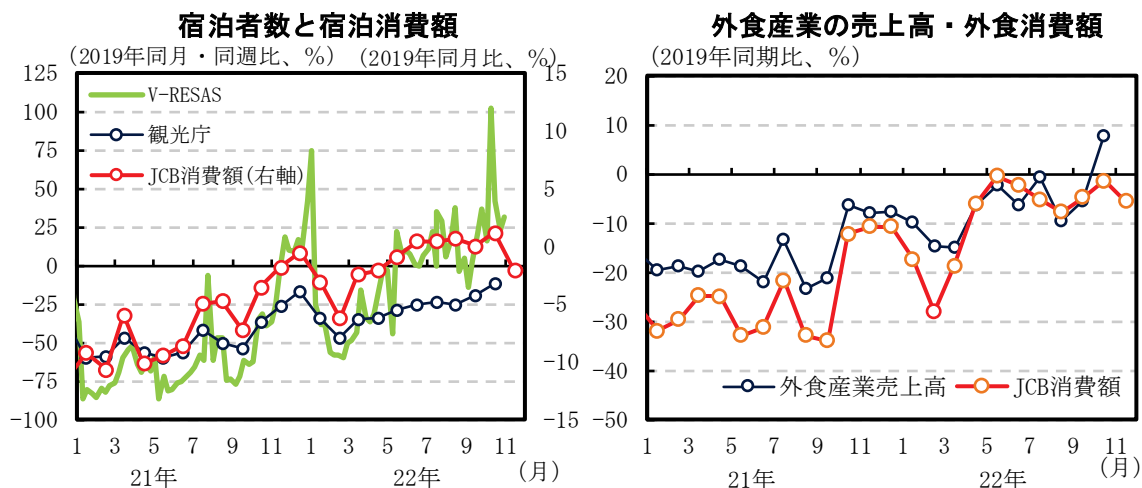 宿泊者数と宿泊消費額
(2019年同月・同週比、%)
(2019年同月比、%)
125
100
75
50
25
0
−25
−50
−75
−100
15
10
5
0
−5
−10
−15
V-RESAS
観光庁
JCB消費額(右軸)
1 3 5 7 9 11 1 3 5 7 9 11
21年 22年
(月)
外食産業の売上高・外食消費額
(2019年同期比、%)
20
10
0
−10
−20
−30
−40
−50
外食産業売上高 JCB消費額
1 3 5 7 9 11 1 3 5 7 9 11
21年 22年
(月)